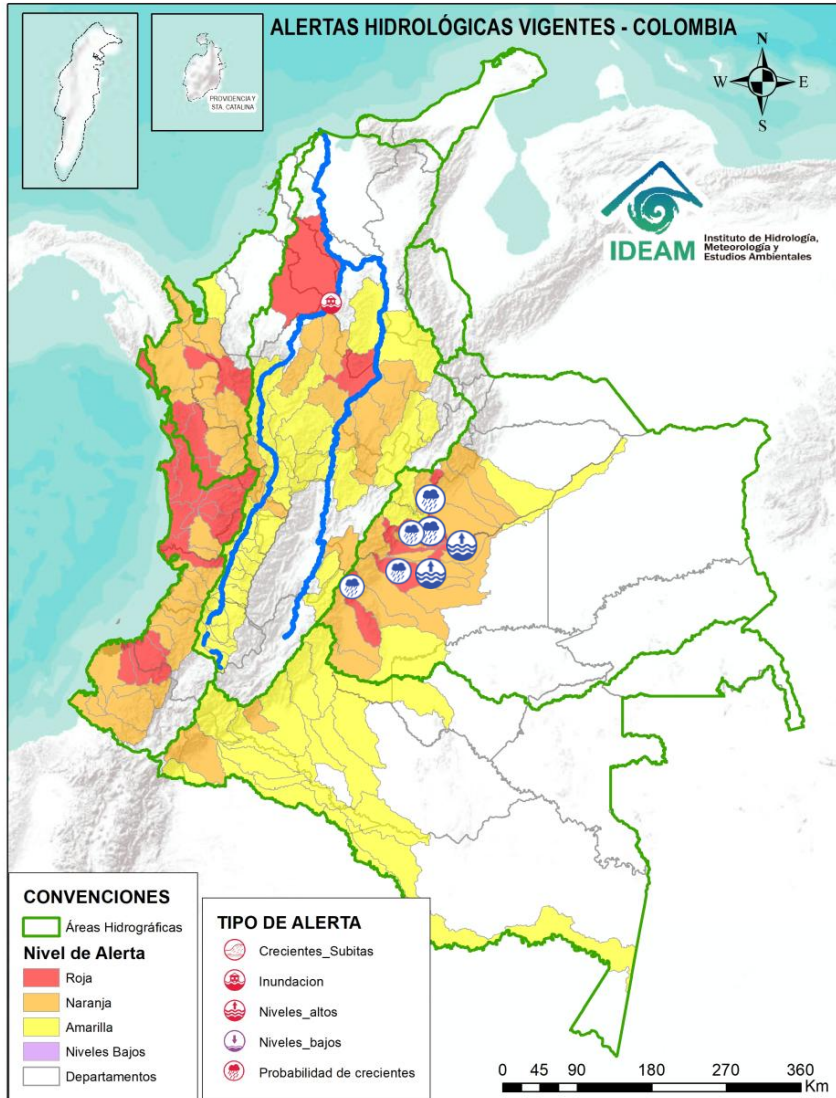 ALERTAS HIDROLÓGICAS VIGENTES - COLOMBIA
PROVIDENCIA Y
STA. CATALINA
N
W
E
S
IDEAM
Instituto de Hidrología,
Meteorología y
Estudios Ambientales
CONVENCIONES
Áreas Hidrográficas
Nivel de Alerta
Roja
Naranja
Amarilla
Niveles Bajos
Departamentos
TIPO DE ALERTA
Crecientes_Subitas
Inundacion
Niveles_altos
Niveles_bajos
Probabilidad de crecientes
0 45 90 180 270 360
Km